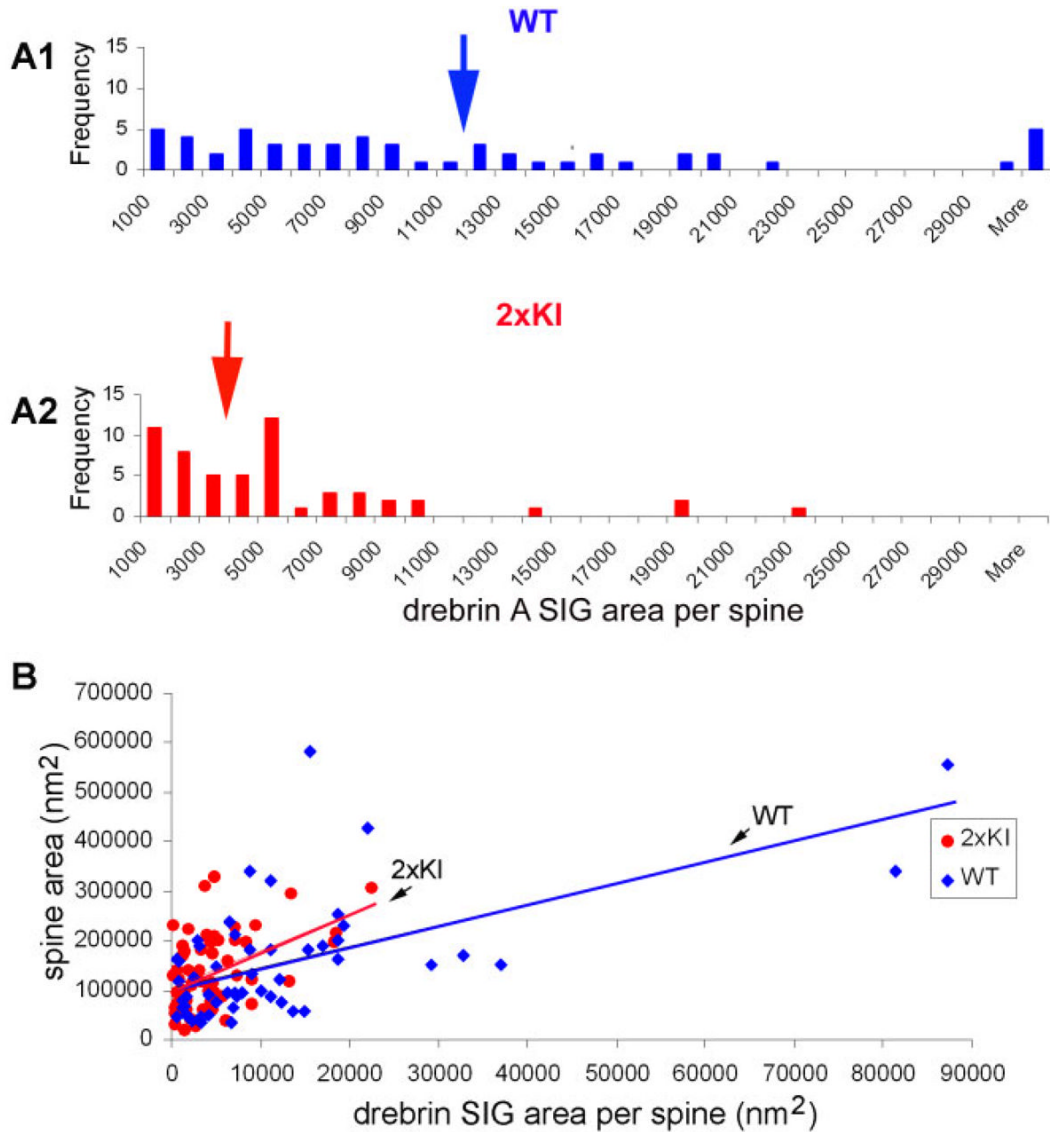 WT
A1
Frequency
15
10
5
0
1000 3000 5000 7000 9000 11000 13000 15000 17000 19000 21000 23000 25000 27000 29000 More
2xKI
A2
Frequency
15
10
5
0
1000 3000 5000 7000 9000 11000 13000 15000 17000 19000 21000 23000 25000 27000 29000 More
drebrin A SIG area per spine
B
spine area (nm²)
700000
600000
500000
400000
300000
200000
100000
0
2xKI
WT
2xKI
WT
0 10000 20000 30000 40000 50000 60000 70000 80000 90000
drebrin SIG area per spine (nm²)